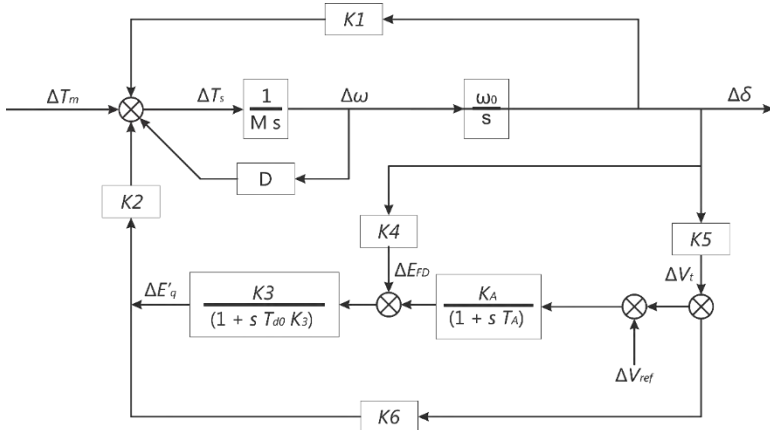 K1
ΔTm
ΔTs
1
M s
Δω
ω0
s
Δδ
D
K2
K4
K5
ΔE'q
K3
(1 + s Td0 K3)
ΔEFD
KA
(1 + s TA)
ΔVt
ΔVref
K6